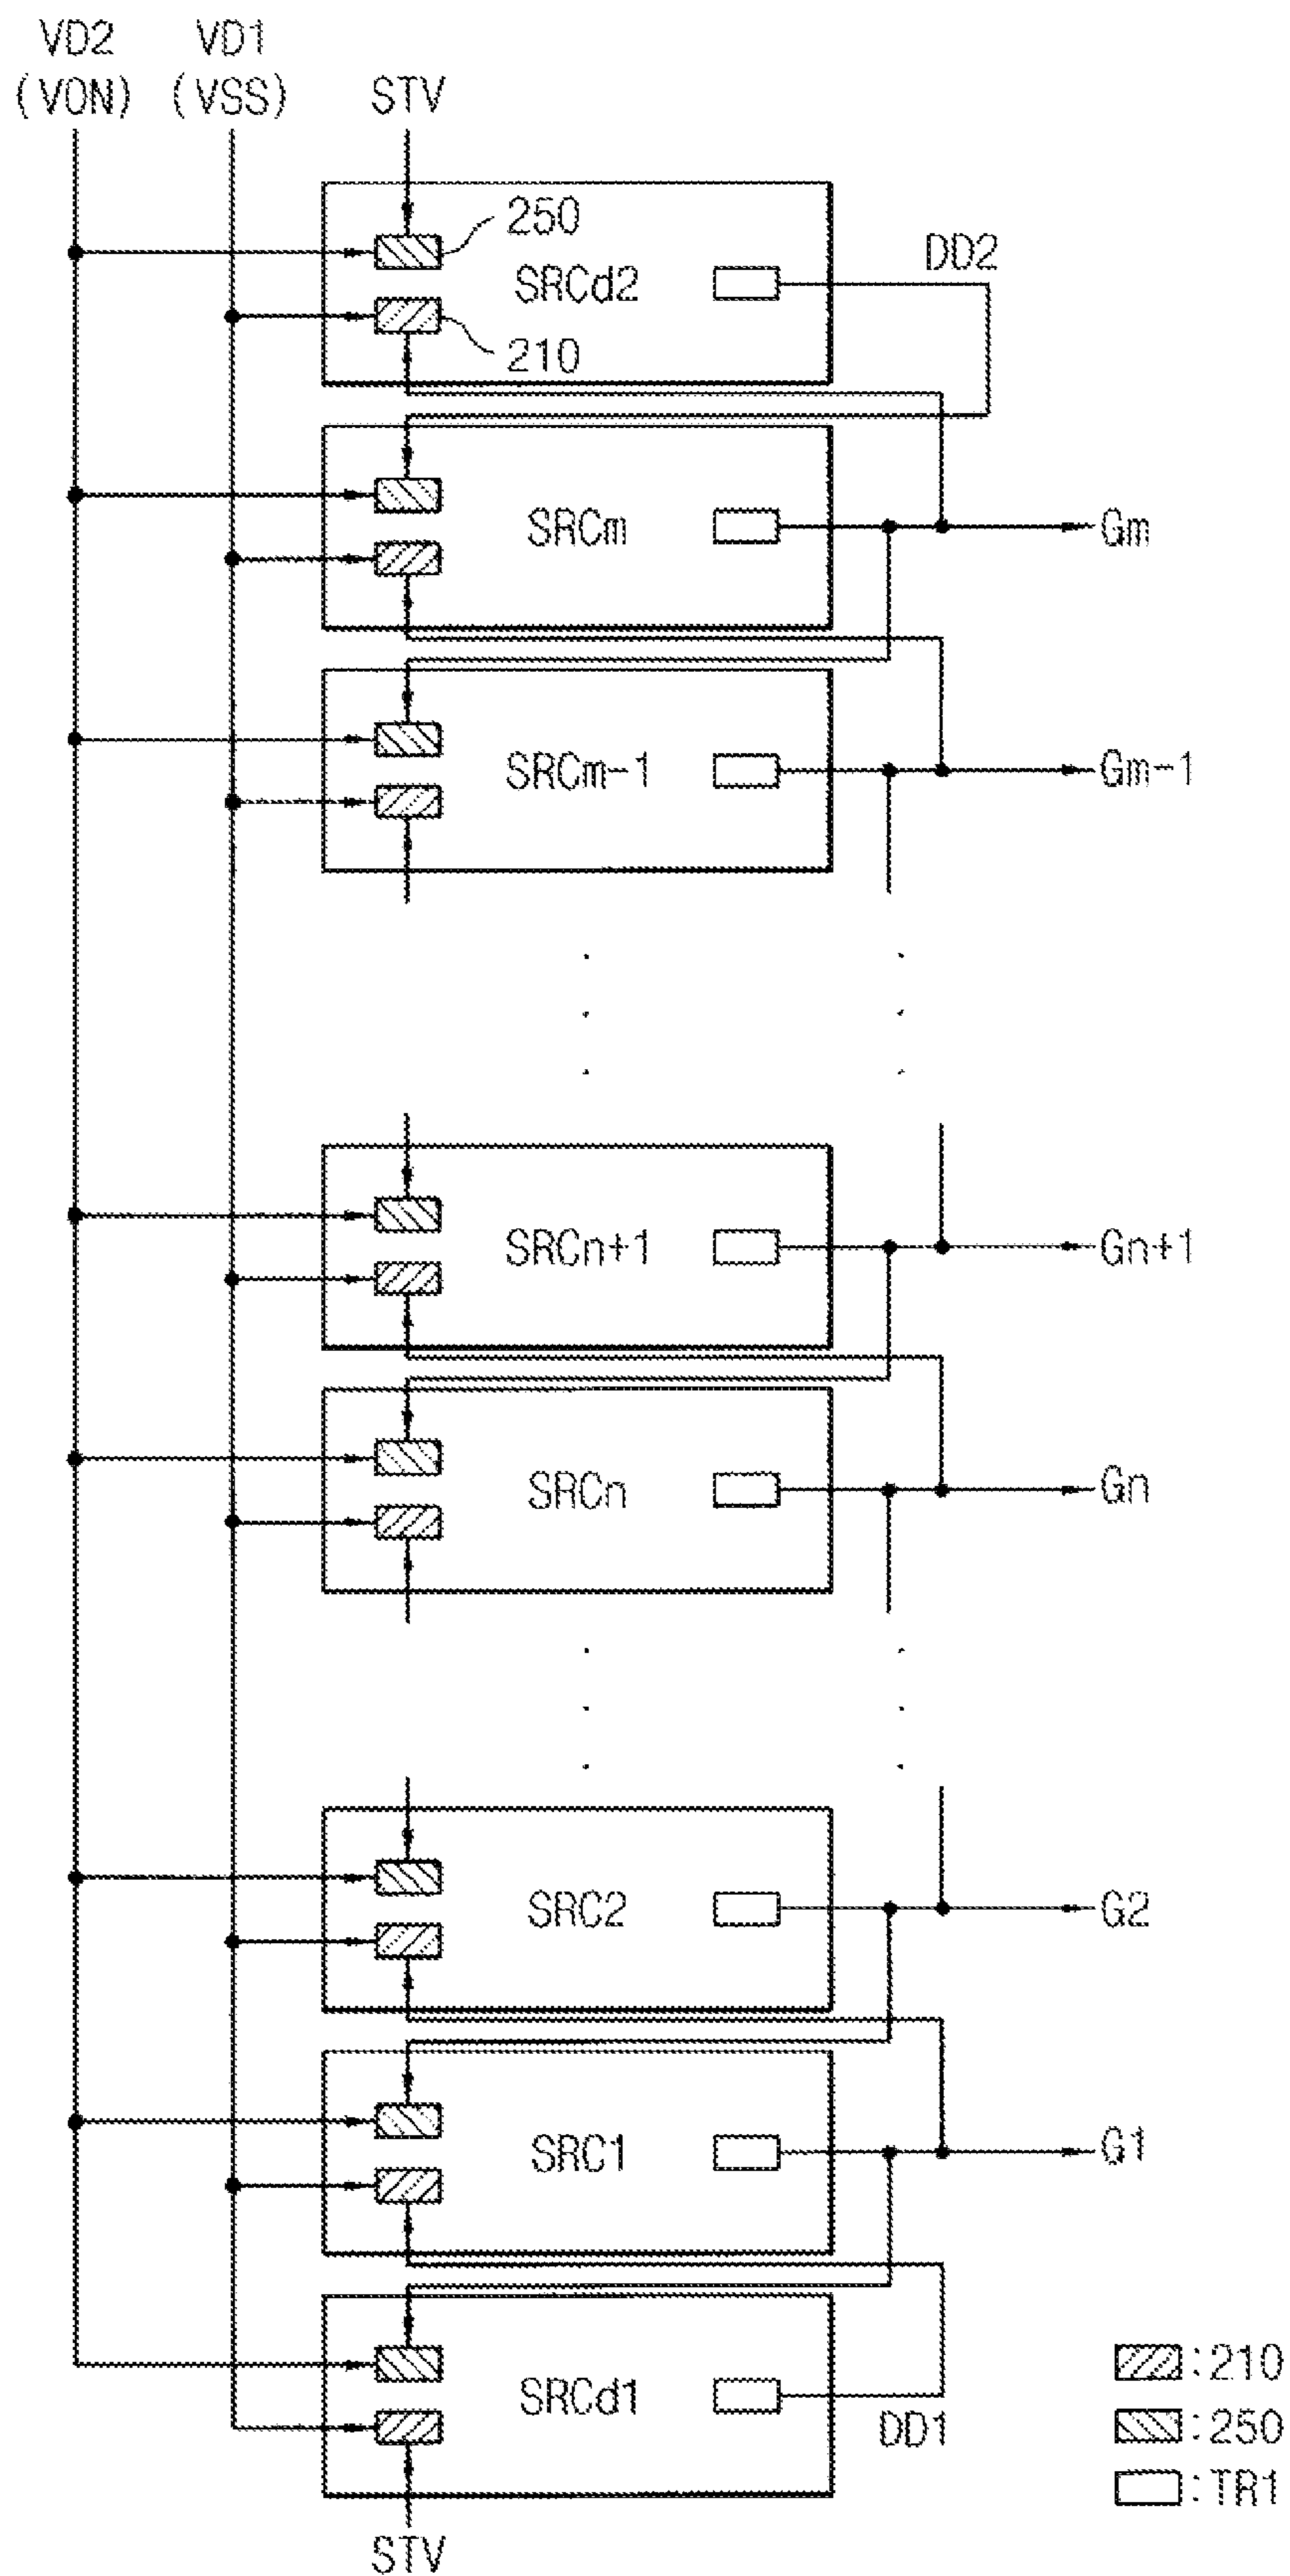 VD2 VD1
(VON) (VSS) STV
250
DD2
SRCd2
210
SRCm Gm
SRCm-1 Gm-1
SRCn+1 Gn+1
SRCn Gn
SRC2 G2
SRC1 G1
:210
SRCd1
DD1 :250
:TR1
STV